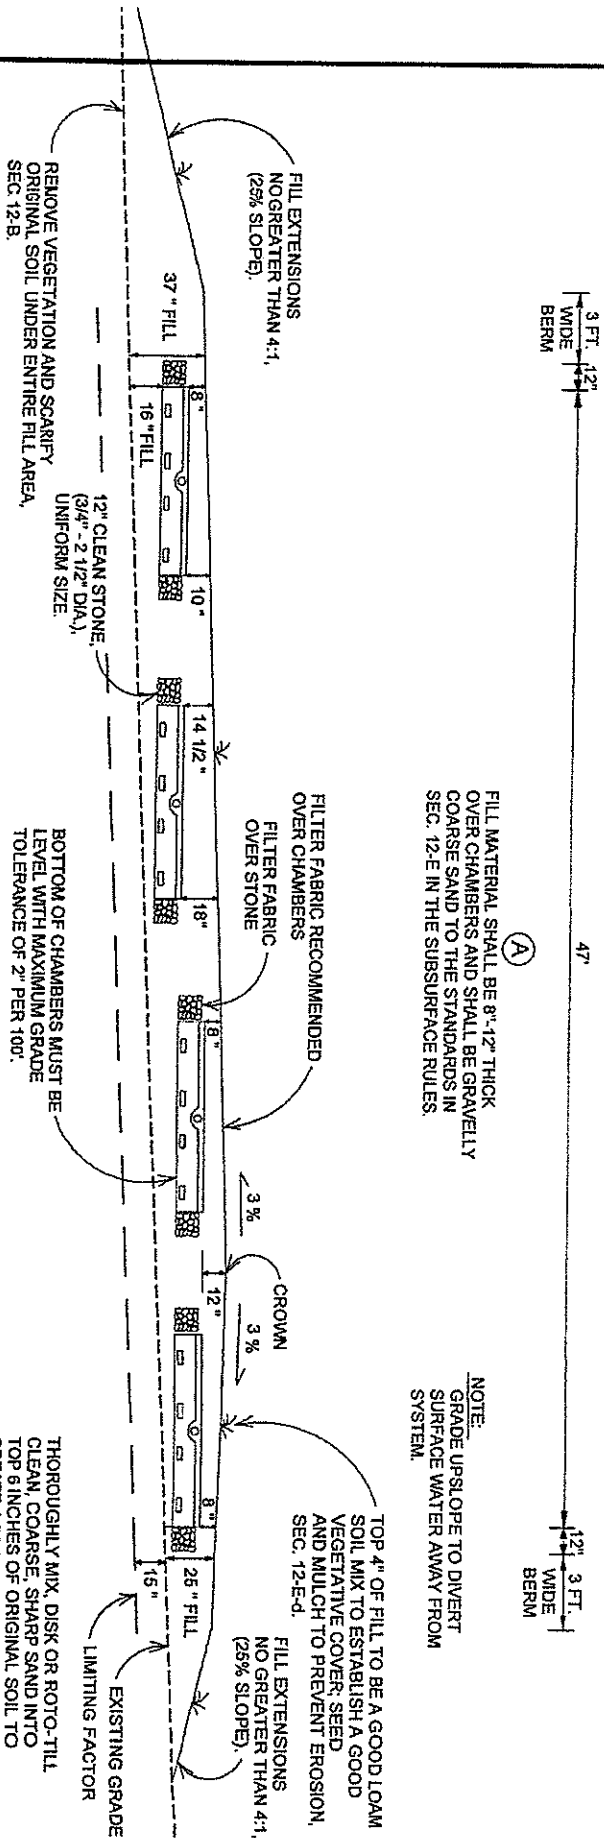 3 FT.
WIDE
BERM
12"
47'
12"
3 FT.
WIDE
BERM
FILL MATERIAL SHALL BE 8"-12" THICK
OVER CHAMBERS AND SHALL BE GRAVELLY
COARSE SAND TO THE STANDARDS IN
SEC. 12-E IN THE SUBSURFACE RULES.
A
NOTE:
GRADE UPSLOPE TO DIVERT
SURFACE WATER AWAY FROM
SYSTEM.
FILL EXTENSIONS
NO GREATER THAN 4:1,
(25% SLOPE).
FILTER FABRIC RECOMMENDED
OVER CHAMBERS
FILTER FABRIC
OVER STONE
CROWN
3 %
3 %
12"
TOP 4" OF FILL TO BE A GOOD LOAM
SOIL MIX TO ESTABLISH A GOOD
VEGETATIVE COVER; SEED
AND MULCH TO PREVENT EROSION,
SEC. 12-E-d.
FILL EXTENSIONS
NO GREATER THAN 4:1,
(25% SLOPE).
37 " FILL
8 "
16 " FILL
10 "
14 1/2 "
18"
8 "
8 "
25 " FILL
15 "
EXISTING GRADE
LIMITING FACTOR
REMOVE VEGETATION AND SCARIFY
ORIGINAL SOIL UNDER ENTIRE FILL AREA,
SEC. 12-B.
12" CLEAN STONE,
(3/4" - 2 1/2" DIA.),
UNIFORM SIZE.
BOTTOM OF CHAMBERS MUST BE
LEVEL WITH MAXIMUM GRADE
TOLERANCE OF 2" PER 100'.
THOROUGHLY MIX, DISK OR ROTO-TILL
CLEAN, COARSE, SHARP SAND INTO
TOP 6 INCHES OF ORIGINAL SOIL TO